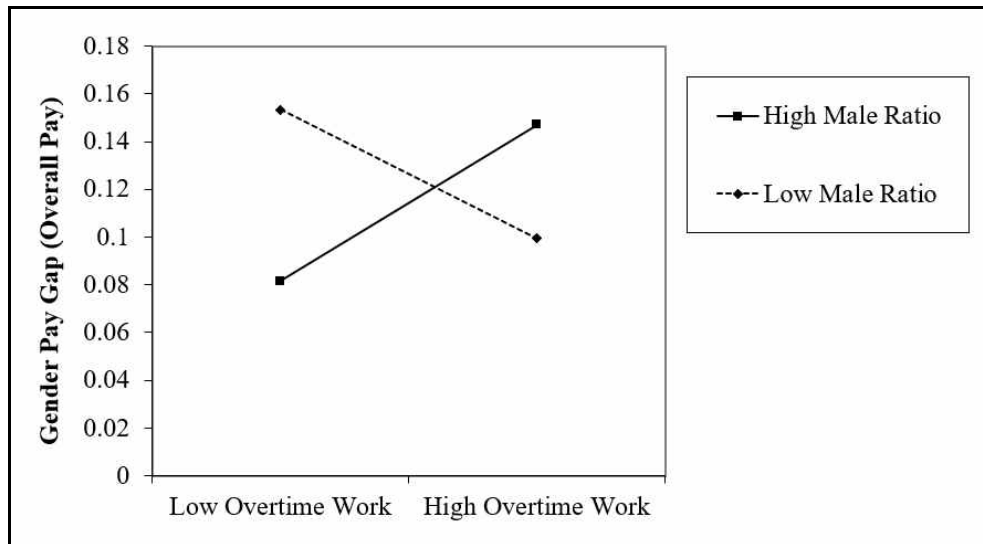 0.18
0.16
0.14
0.12
0.1
0.08
0.06
0.04
0.02
0
Gender Pay Gap (Overall Pay)
Low Overtime Work
High Overtime Work
High Male Ratio
Low Male Ratio